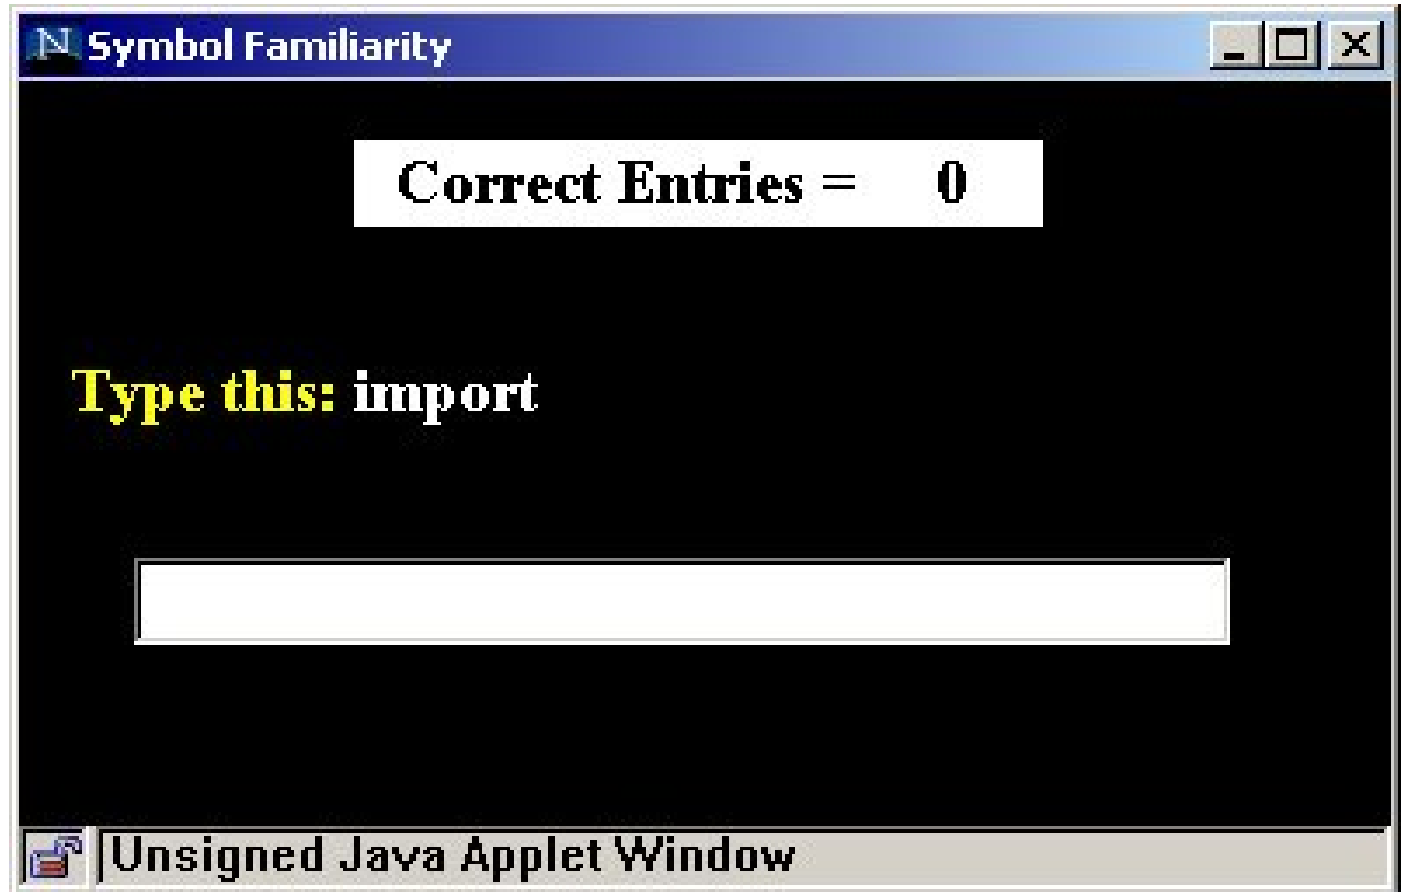 N Symbol Familiarity
Correct Entries = 0
Type this: import
Unsigned Java Applet Window